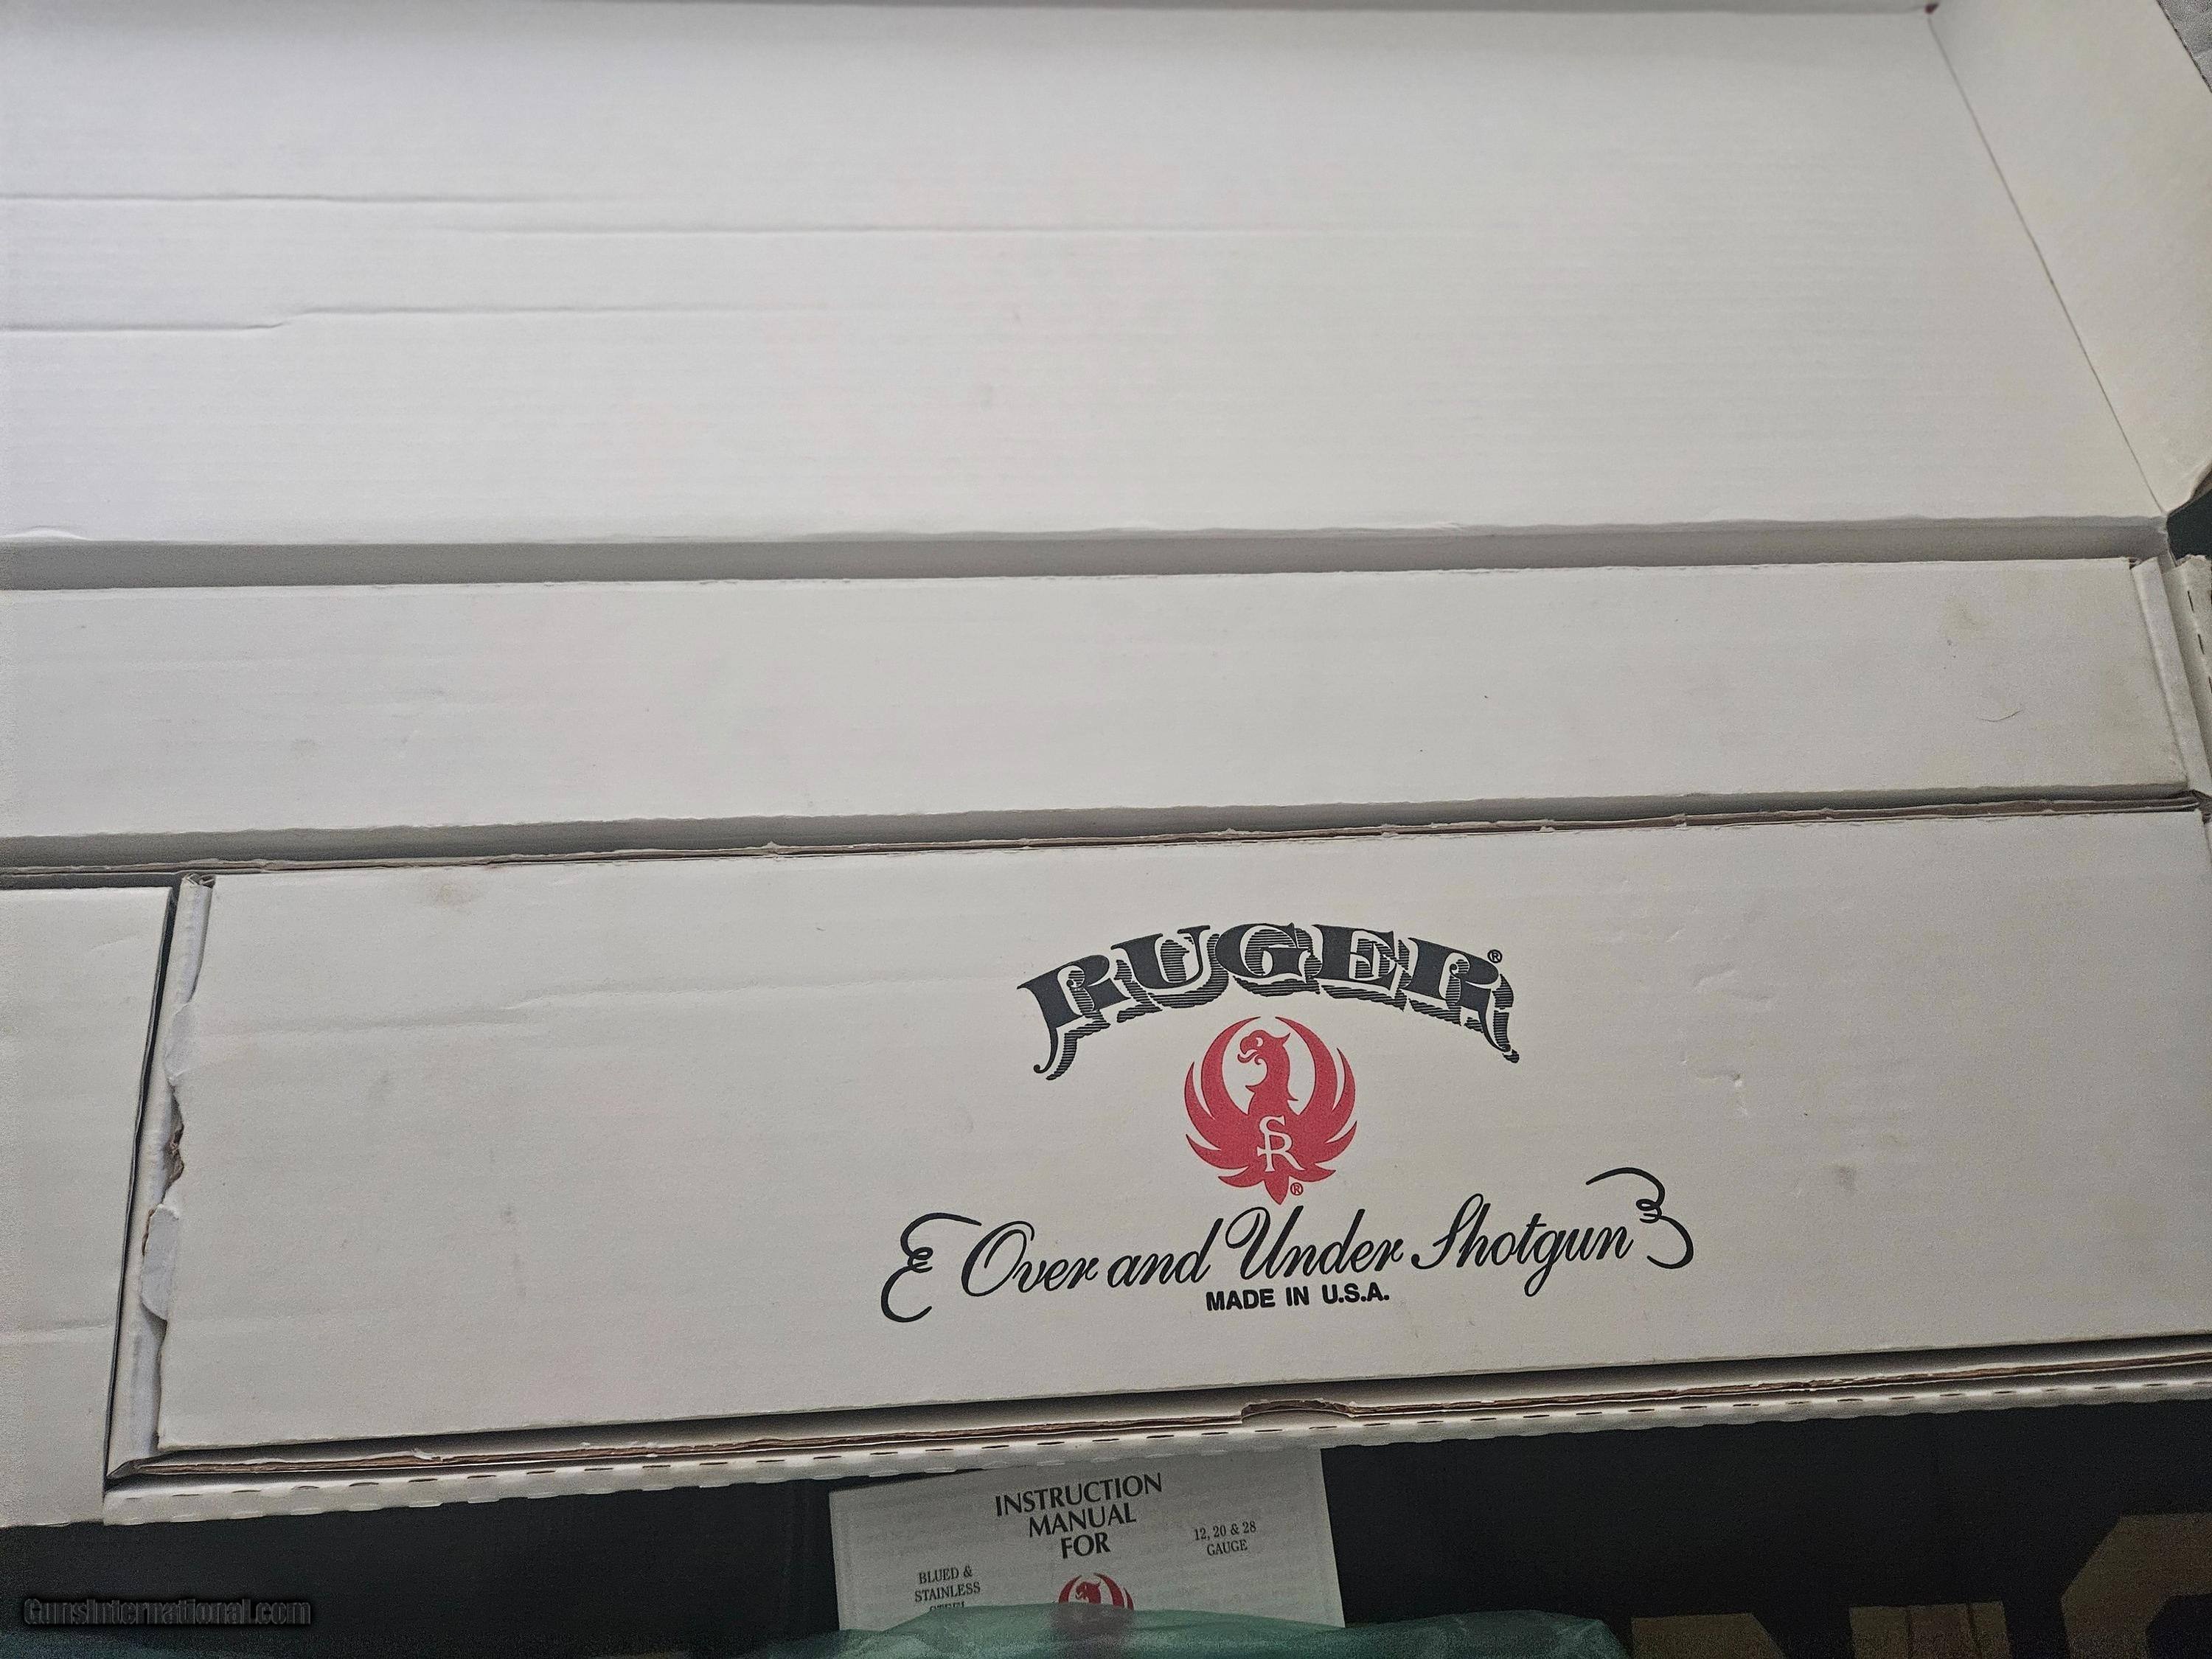 RUGER®
SR
®
Over and Under Shotgun
MADE IN U.S.A.
INSTRUCTION
MANUAL
FOR
12, 20 & 28
GAUGE
BLUED &
STAINLESS
STEEL
GunsInternational.com